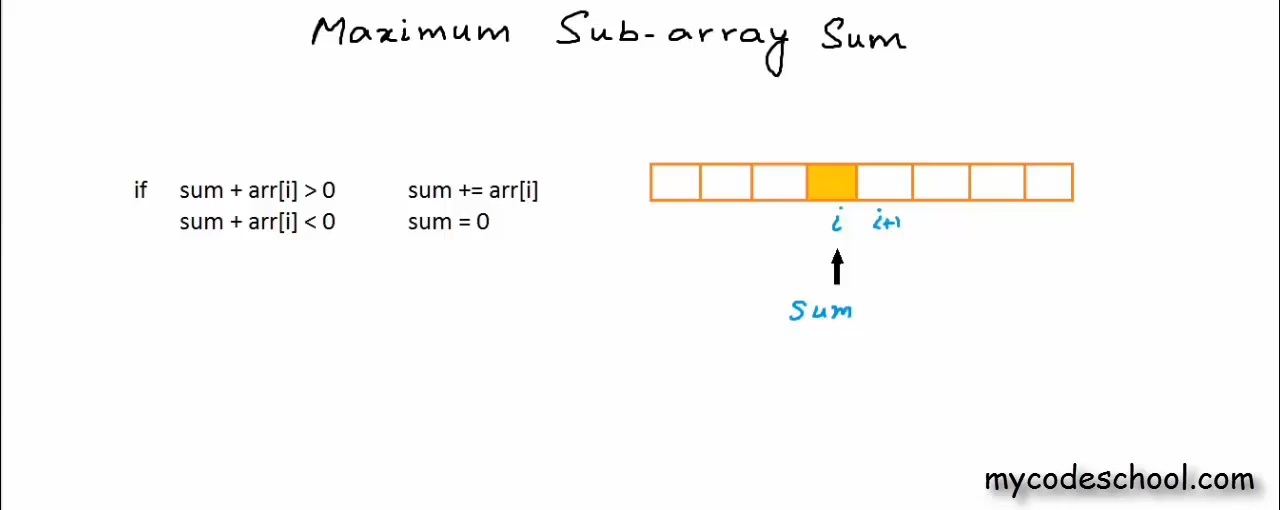 Maximum Sub-array Sum
if sum + arr[i] > 0 sum += arr[i]
sum + arr[i] < 0 sum = 0
i i+1
Sum
mycodeschool.com